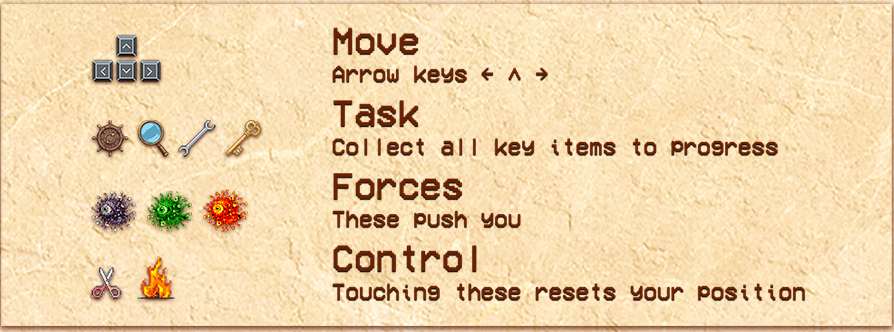 Move
Arrow keys ← ^ →
Task
Collect all key items to progress
Forces
These push you
Control
Touching these resets your position